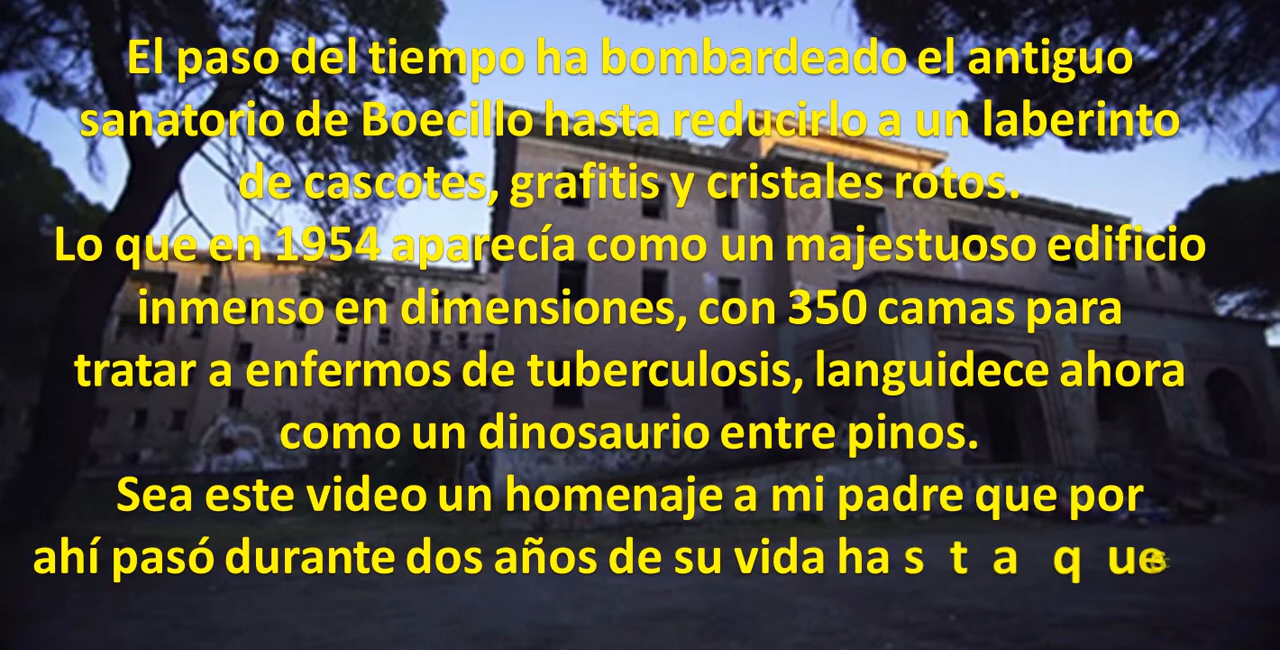 El paso del tiempo ha bombardeado el antiguo
sanatorio de Boecillo hasta reducirlo a un laberinto
de cascotes, grafitis y cristales rotos.
Lo que en 1954 aparecía como un majestuoso edificio
inmenso en dimensiones, con 350 camas para
tratar a enfermos de tuberculosis, languidece ahora
como un dinosaurio entre pinos.
Sea este video un homenaje a mi padre que por
ahí pasó durante dos años de su vida hasta que